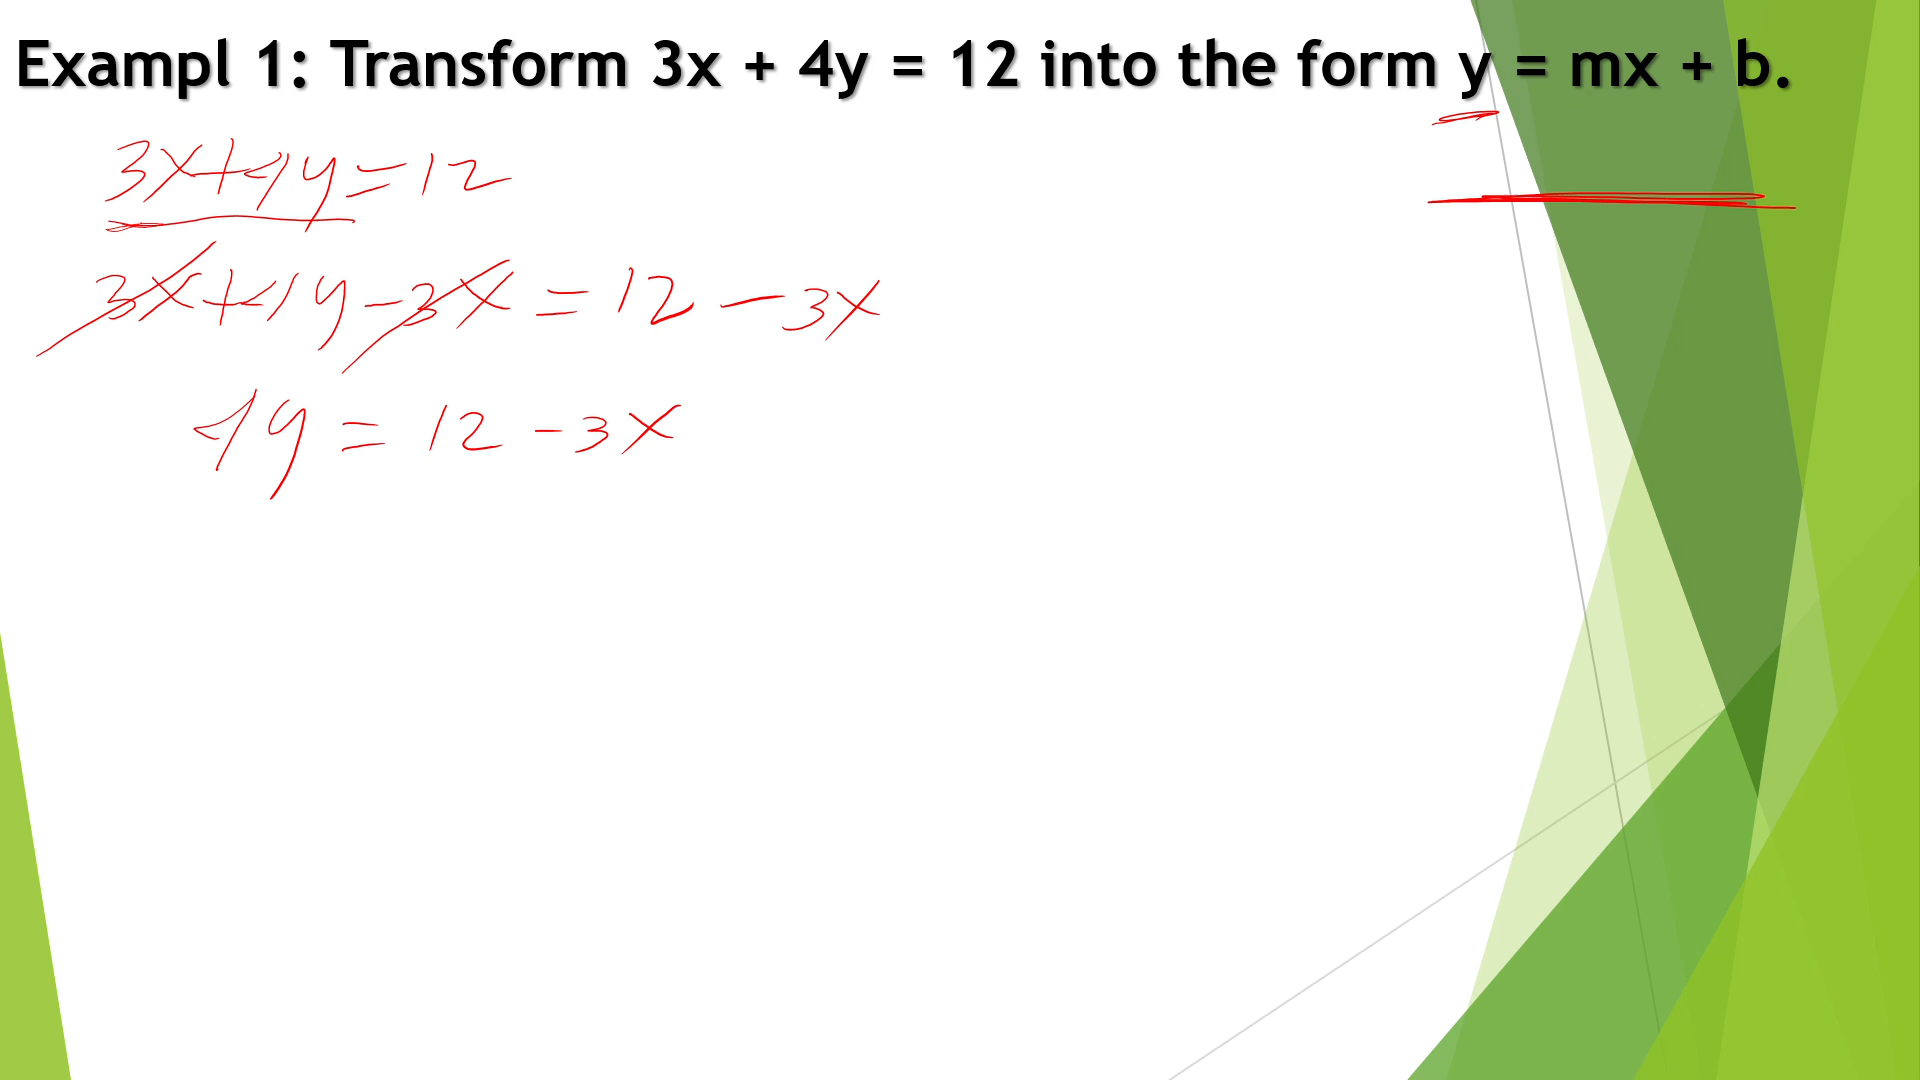 Exampl 1: Transform 3x + 4y = 12 into the form y = mx + b.
3x+4y=12
3x+4y-3x = 12 - 3x
4y = 12 - 3x